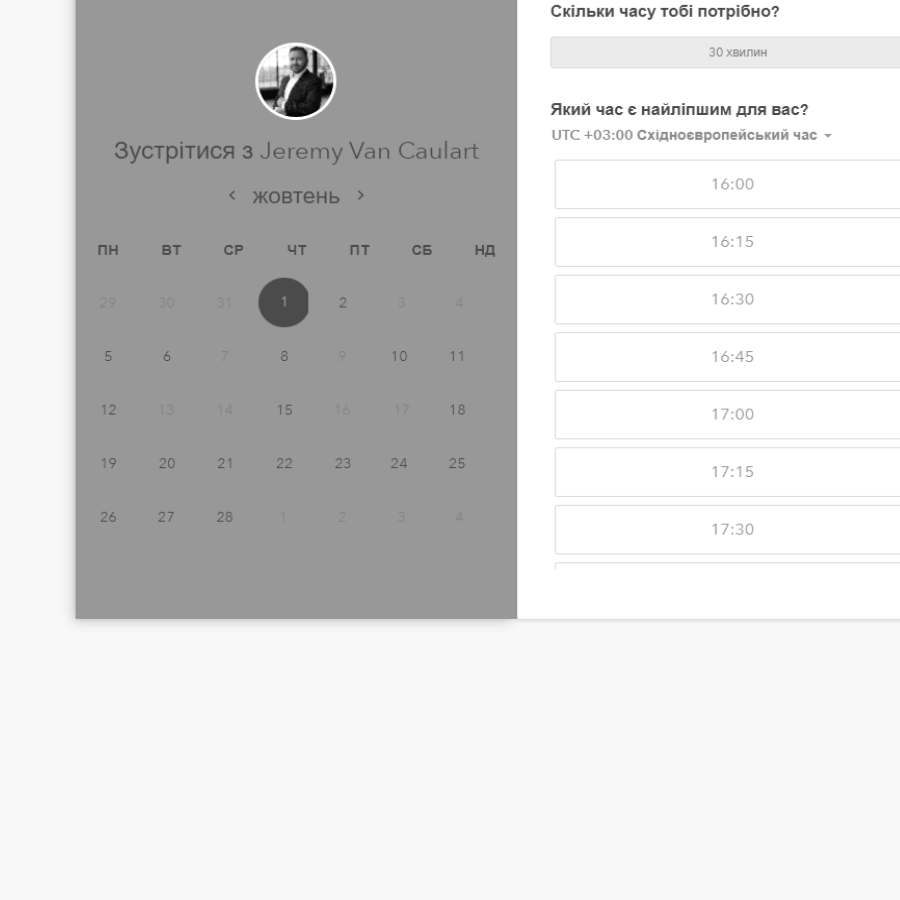 Зустрітися з Jeremy Van Caulart
жовтень
ПН ВТ СР ЧТ ПТ СБ НД
29 30 31 1 2 3 4
5 6 7 8 9 10 11
12 13 14 15 16 17 18
19 20 21 22 23 24 25
26 27 28 1 2 3 4
Скільки часу тобі потрібно?
30 хвилин
Який час є найліпшим для вас?
UTC +03:00 Східноєвропейський час
16:00
16:15
16:30
16:45
17:00
17:15
17:30